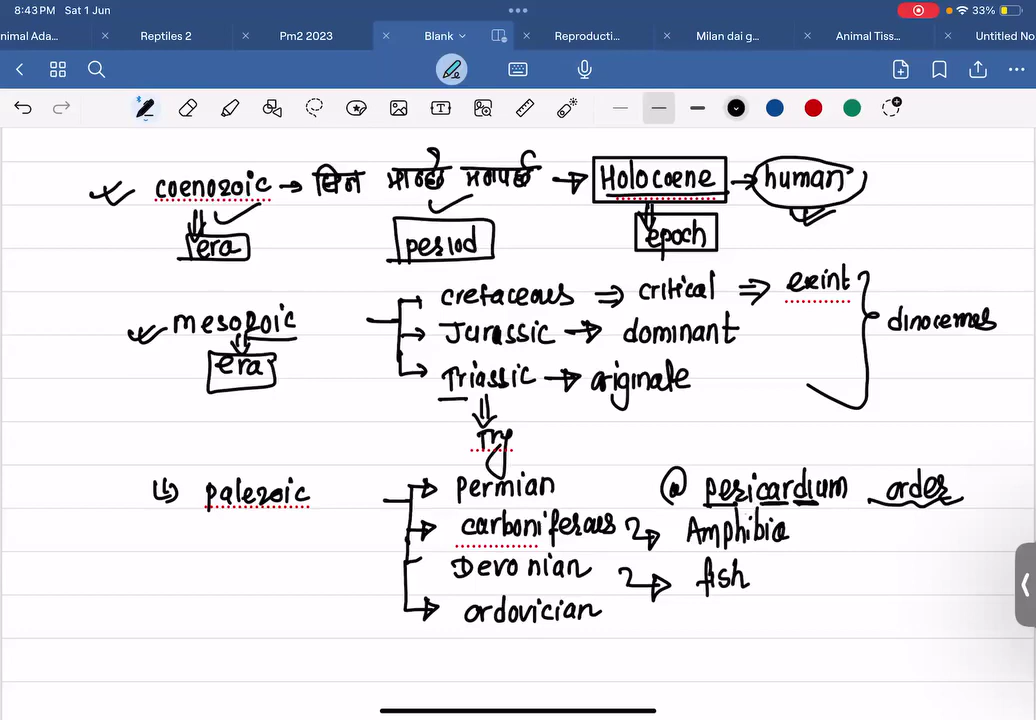 8:43 PM Sat 1 Jun 33%
nimal Ada... Reptiles 2 Pm2 2023 Blank Reproducti... Milan dai g... Animal Tiss... Untitled No
coenozoic → → Holocaene → human
era period epoch
cretaceous ⇒ critical ⇒ exint
mesozoic Jurassic → dominant dinocemes
era
Triassic → originate
Try
palezoic Permian @ pericardium order
carboniferous → Amphibia
Devonian → fish
ordovician